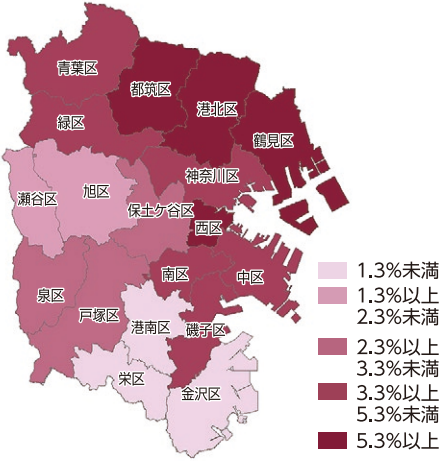 青葉区
都筑区
港北区
緑区
鶴見区
神奈川区
瀬谷区
旭区
保土ケ谷区
西区
泉区
南区
中区
戸塚区
港南区
磯子区
栄区
金沢区
1.3%未満
1.3%以上
2.3%未満
2.3%以上
3.3%未満
3.3%以上
5.3%未満
5.3%以上